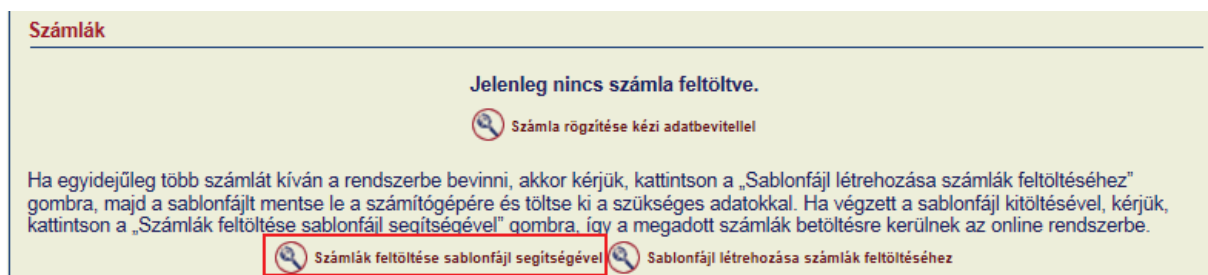 Számlák
Jelenleg nincs számla feltöltve.
Számla rögzítése kézi adatbevitellel
Ha egyidejűleg több számlát kíván a rendszerbe bevinni, akkor kérjük, kattintson a „Sablonfájl létrehozása számlák feltöltéséhez”
gombra, majd a sablonfájlt mentse le a számítógépére és töltse ki a szükséges adatokkal. Ha végzett a sablonfájl kitöltésével, kérjük,
kattintson a „Számlák feltöltése sablonfájl segítségével” gombra, így a megadott számlák betöltésre kerülnek az online rendszerbe.
Számlák feltöltése sablonfájl segítségével Sablonfájl létrehozása számlák feltöltéséhez